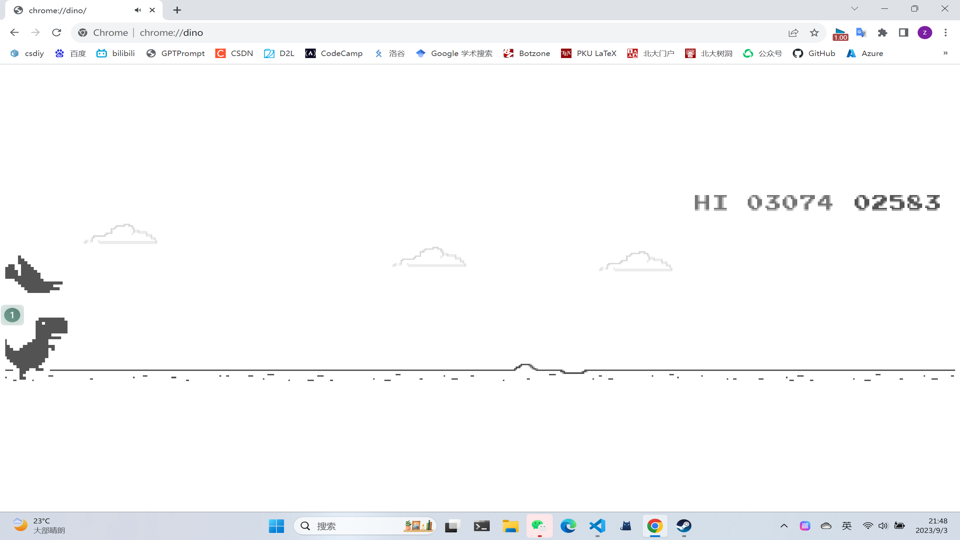 chrome://dino/
Chrome | chrome://dino
1.00
z
csdiy 百度 bilibili GPTPrompt CSDN D2L CodeCamp 洛谷 Google 学术搜索 Botzone PKU LaTeX 北大门户 北大树洞 公众号 GitHub Azure »
HI 03074 02583
1
23°C
大部晴朗
搜索
英
21:48
2023/9/3